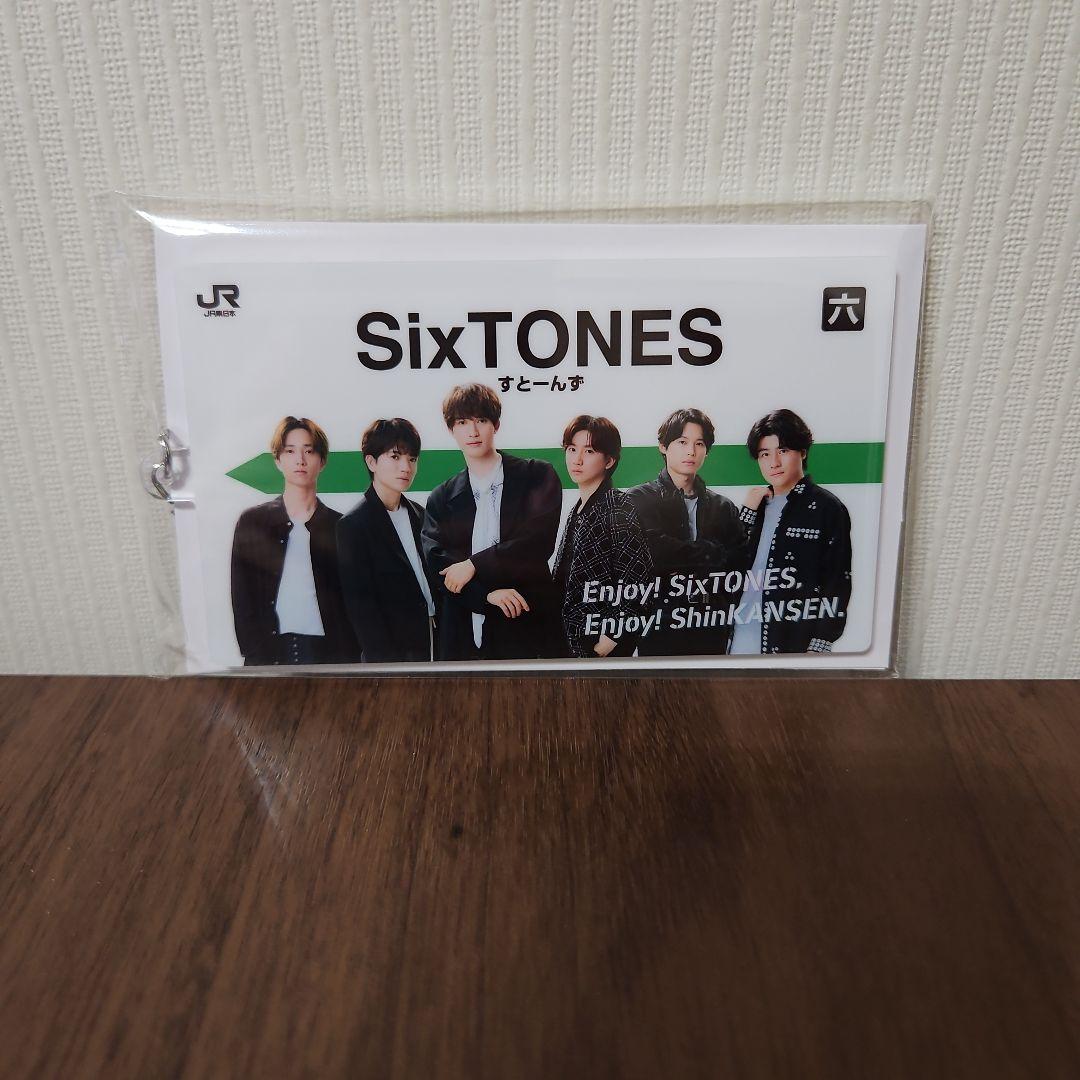 JR
JR東日本
SixTONES
六
すとーんず
Enjoy! SixTONES,
Enjoy! ShinKANSEN.